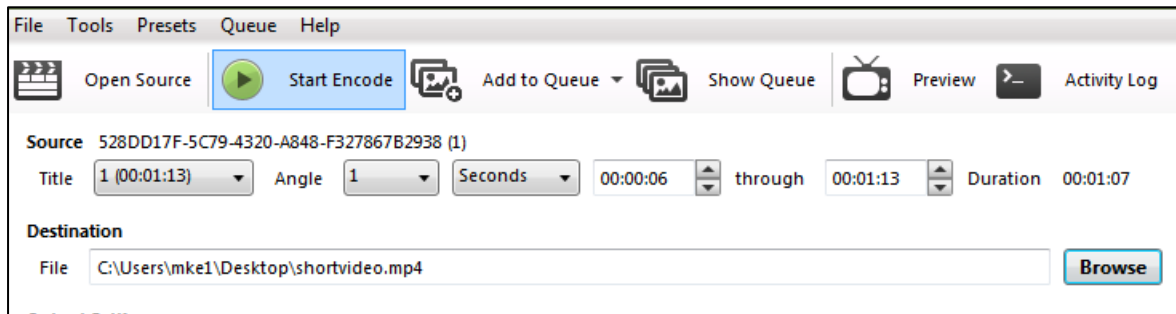 File Tools Presets Queue Help
Open Source Start Encode Add to Queue Show Queue Preview Activity Log
Source 528DD17F-5C79-4320-A848-F327867B2938 (1)
Title 1 (00:01:13) Angle 1 Seconds 00:00:06 through 00:01:13 Duration 00:01:07
Destination
File C:\Users\mke1\Desktop\shortvideo.mp4 Browse